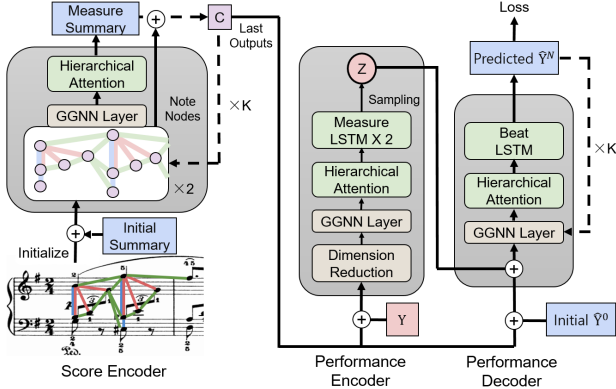 Measure
Summary
C
Last
Outputs
Hierarchical
Attention
GGNN Layer
Note
Nodes
×K
×2
Initial
Summary
Initialize
Score Encoder
Z
Sampling
Measure
LSTM X 2
Hierarchical
Attention
GGNN Layer
Dimension
Reduction
Y
Performance
Encoder
Loss
Predicted Ŷᴺ
Beat
LSTM
Hierarchical
Attention
GGNN Layer
×K
Initial Ŷ⁰
Performance
Decoder